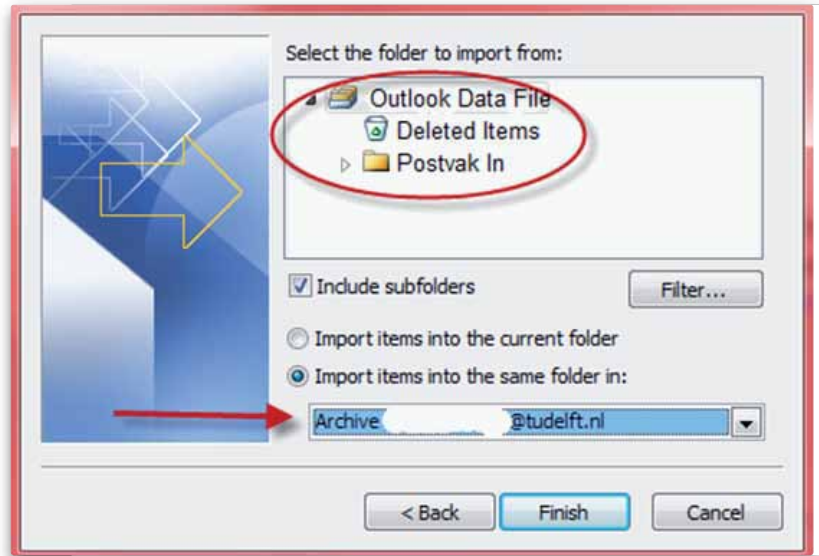 Select the folder to import from:
Outlook Data File
Deleted Items
Postvak In
Include subfolders
Filter...
Import items into the current folder
Import items into the same folder in:
Archive @tudelft.nl
< Back Finish Cancel